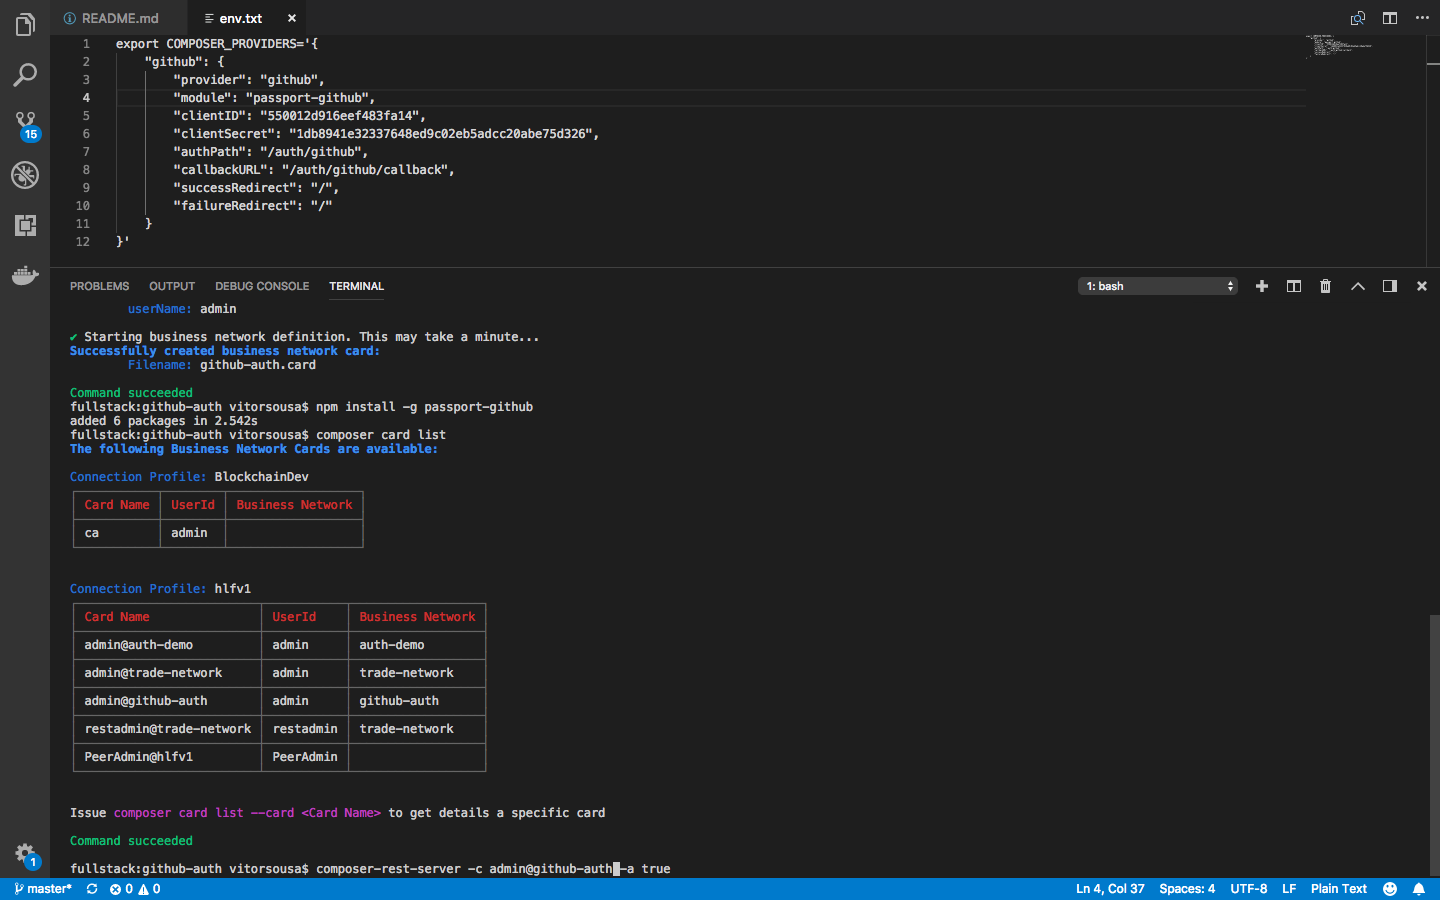 README.md
env.txt
1 export COMPOSER_PROVIDERS='{
2 "github": {
3 "provider": "github",
4 "module": "passport-github",
5 "clientID": "550012d916eef483fa14",
6 "clientSecret": "1db8941e32337648ed9c02eb5adcc20abe75d326",
7 "authPath": "/auth/github",
8 "callbackURL": "/auth/github/callback",
9 "successRedirect": "/",
10 "failureRedirect": "/"
11 }
12 }'
15
PROBLEMS OUTPUT DEBUG CONSOLE TERMINAL 1: bash
userName: admin
✔ Starting business network definition. This may take a minute...
Successfully created business network card:
Filename: github-auth.card
Command succeeded
fullstack:github-auth vitorsousa$ npm install -g passport-github
added 6 packages in 2.542s
fullstack:github-auth vitorsousa$ composer card list
The following Business Network Cards are available:
Connection Profile: BlockchainDev
Card Name UserId Business Network
ca admin
Connection Profile: hlfv1
Card Name UserId Business Network
admin@auth-demo admin auth-demo
admin@trade-network admin trade-network
admin@github-auth admin github-auth
restadmin@trade-network restadmin trade-network
PeerAdmin@hlfv1 PeerAdmin
Issue composer card list --card <Card Name> to get details a specific card
Command succeeded
fullstack:github-auth vitorsousa$ composer-rest-server -c admin@github-auth -a true
1
master* 0 0 Ln 4, Col 37 Spaces: 4 UTF-8 LF Plain Text